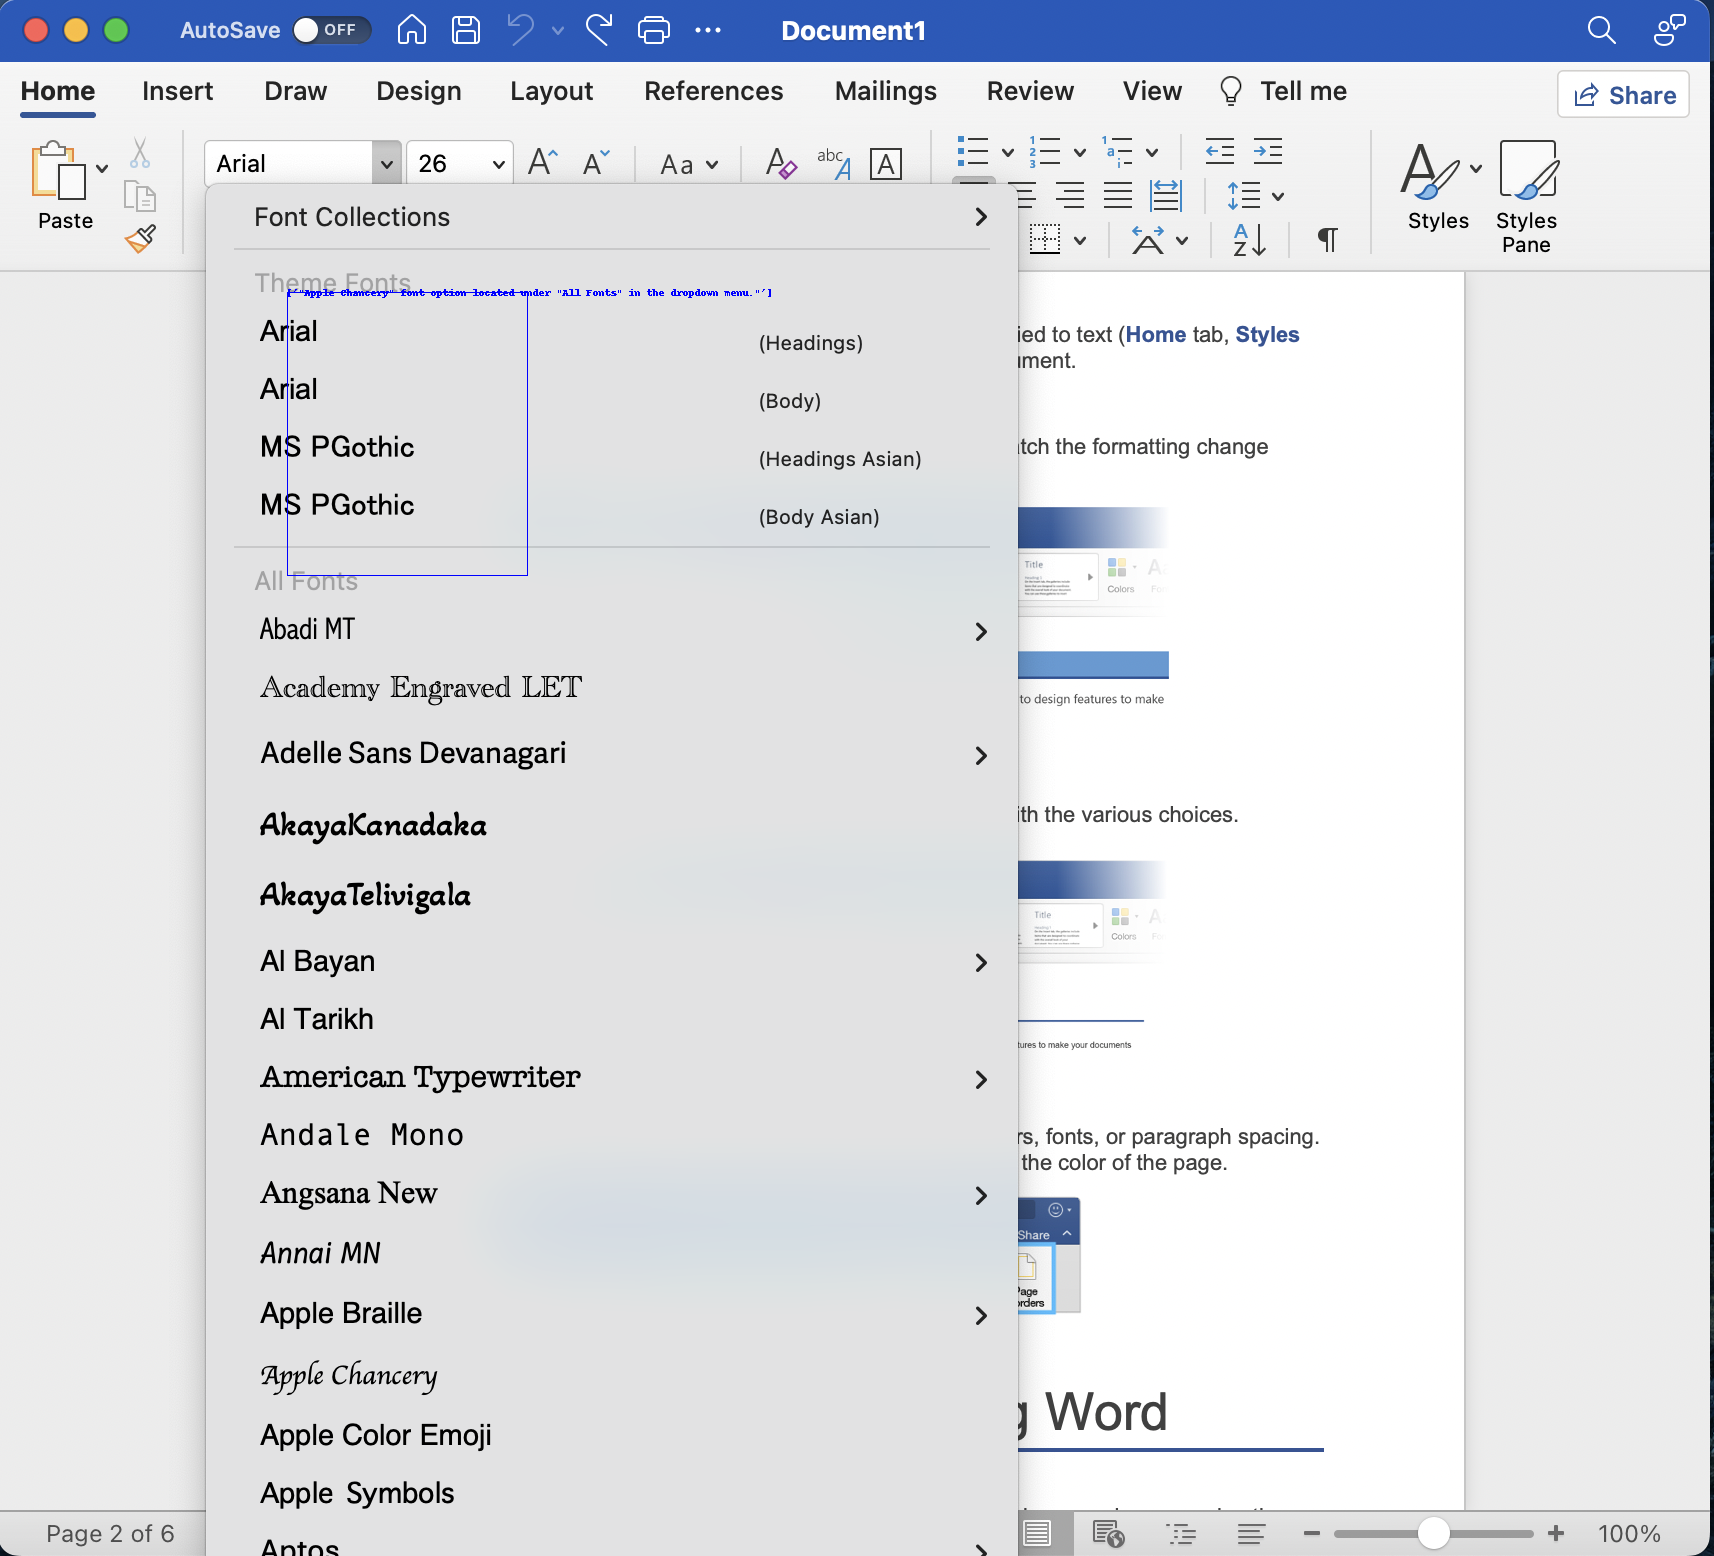 AutoSave OFF Document1
Home Insert Draw Design Layout References Mailings Review View Tell me Share
Paste
Arial 26 Aa abc A A
Styles Styles Pane
Font Collections
Theme Fonts
["Apple Chancery" font option located under "All Fonts" in the dropdown menu."']
Arial (Headings)
Arial (Body)
MS PGothic (Headings Asian)
MS PGothic (Body Asian)
All Fonts
Abadi MT
Academy Engraved LET
Adelle Sans Devanagari
AkayaKanadaka
AkayaTelivigala
Al Bayan
Al Tarikh
American Typewriter
Andale Mono
Angsana New
Annai MN
Apple Braille
Apple Chancery
Apple Color Emoji
Apple Symbols
Aptos
ied to text (Home tab, Styles
ument.
tch the formatting change
Title
Colors
to design features to make
ith the various choices.
Title
Colors
tures to make your documents
rs, fonts, or paragraph spacing.
the color of the page.
Share
Page
orders
g Word
Page 2 of 6 100%